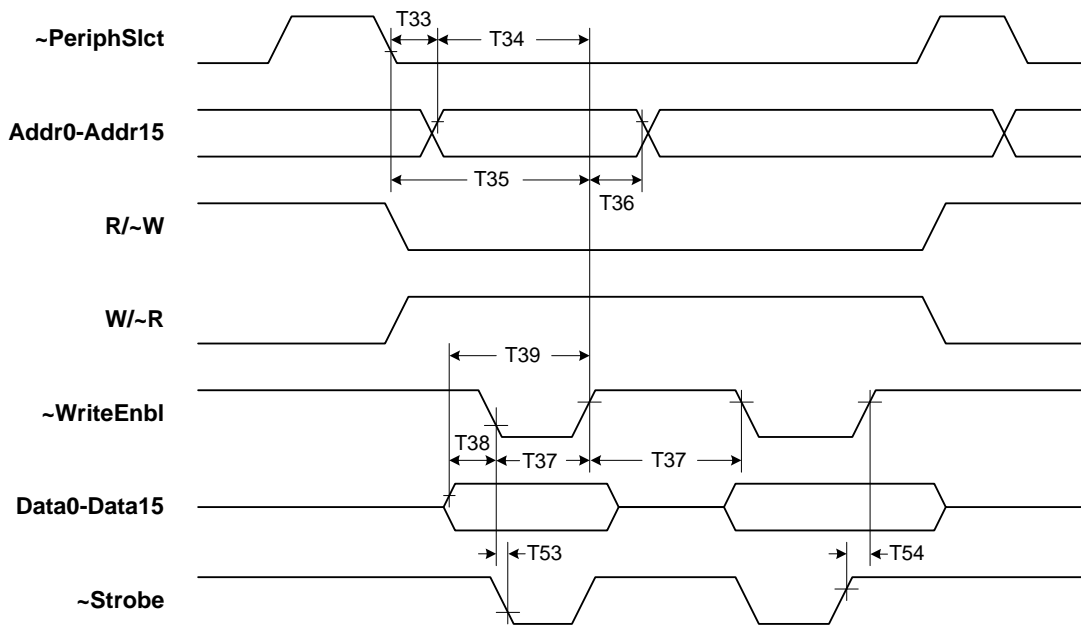 T33
~PeriphSlct
T34
Addr0-Addr15
T35
T36
R/~W
W/~R
T39
~WriteEnbl
T38
T37
T37
Data0-Data15
T53
T54
~Strobe